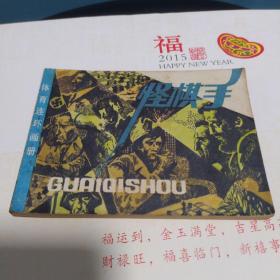 福
2015
HAPPY NEW YEAR
体育连环画册
怪棋手
GUAIQISHOU
福运到，金玉满堂，吉星高
财禄旺，福喜临门，新禧事